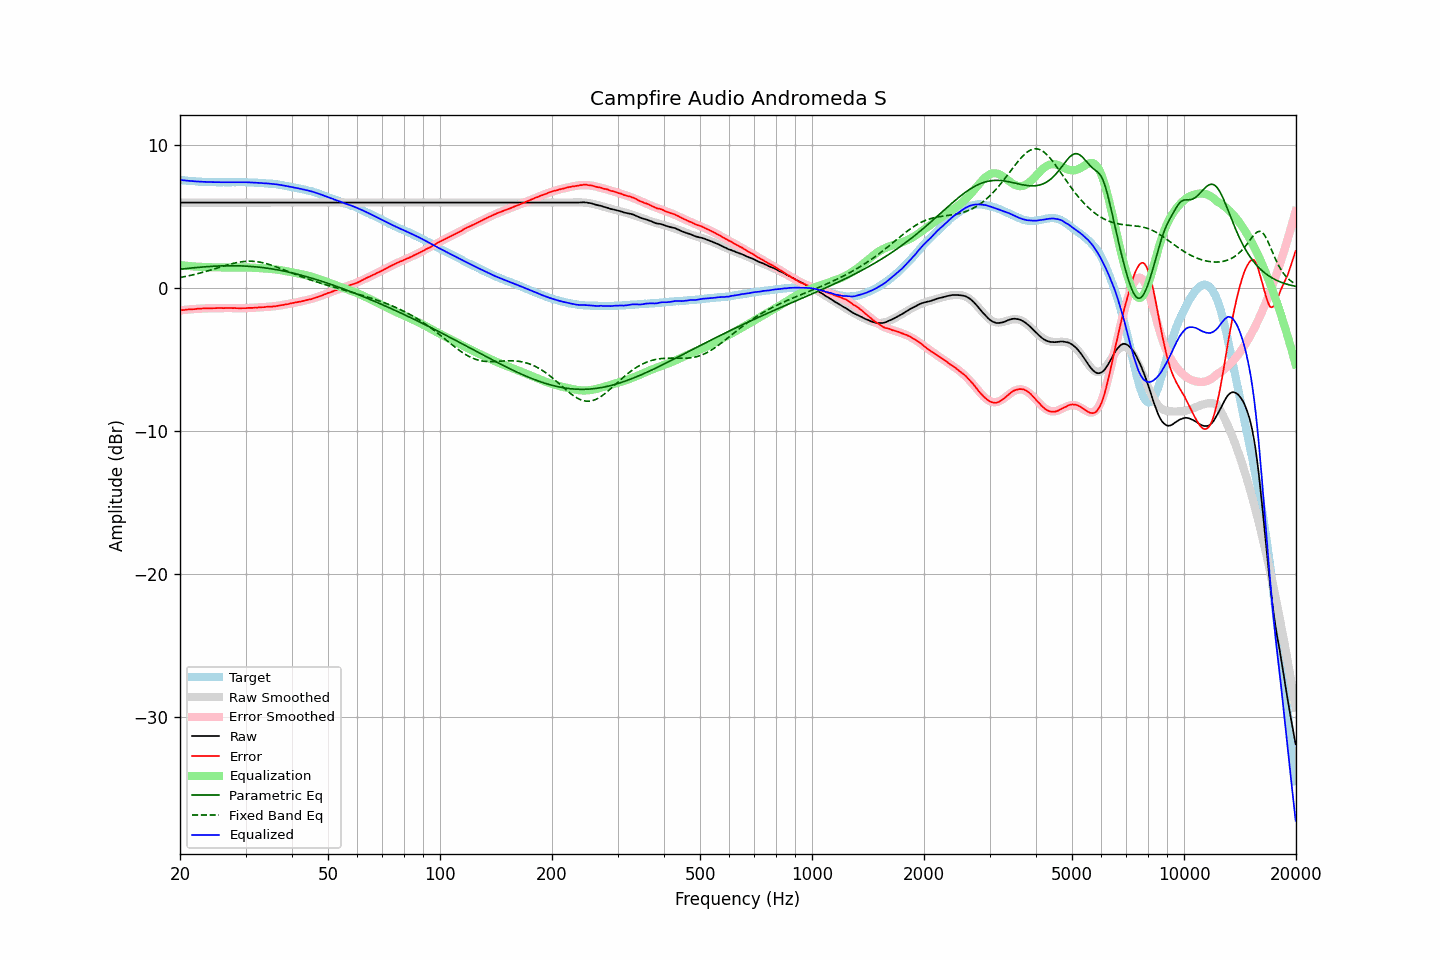 Campfire Audio Andromeda S
10
0
−10
−20
−30
Amplitude (dBr)
Target
Raw Smoothed
Error Smoothed
Raw
Error
Equalization
Parametric Eq
Fixed Band Eq
Equalized
20 50 100 200 500 1000 2000 5000 10000 20000
Frequency (Hz)